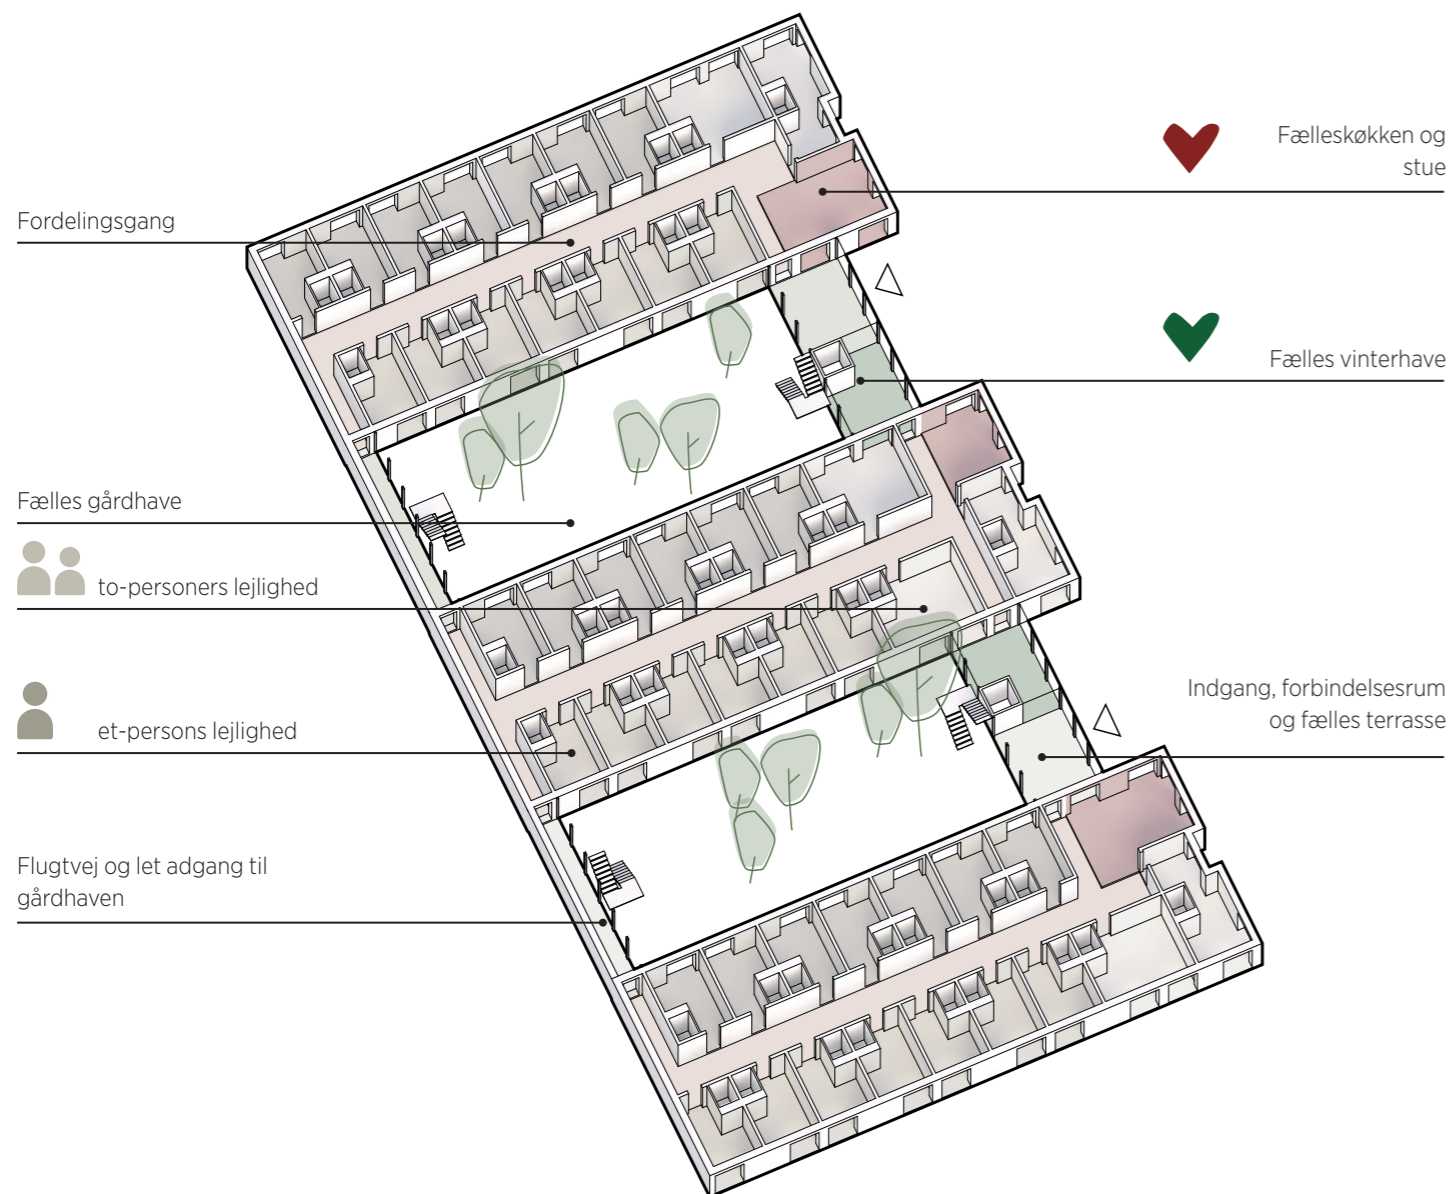 Fælleskøkken og
stue
Fordelingsgang
Fælles vinterhave
Fælles gårdhave
to-personers lejlighed
et-persons lejlighed
Indgang, forbindelsesrum
og fælles terrasse
Flugtvej og let adgang til
gårdhaven